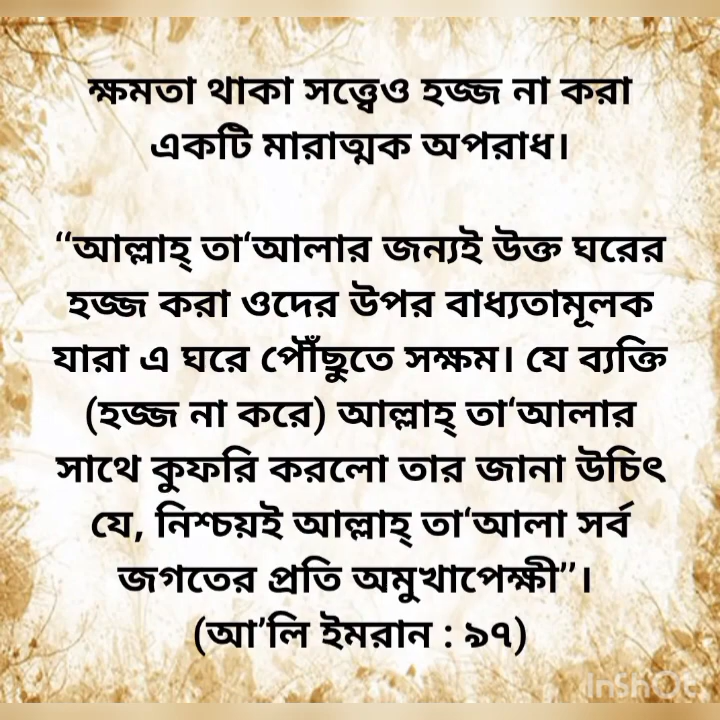 ক্ষমতা থাকা সত্ত্বেও হজ্জ না করা
একটি মারাত্মক অপরাধ।
“আল্লাহ্ তা‘আলার জন্যই উক্ত ঘরের
হজ্জ করা ওদের উপর বাধ্যতামূলক
যারা এ ঘরে পৌঁছুতে সক্ষম। যে ব্যক্তি
(হজ্জ না করে) আল্লাহ্ তা‘আলার
সাথে কুফরি করলো তার জানা উচিৎ
যে, নিশ্চয়ই আল্লাহ্ তা‘আলা সর্ব
জগতের প্রতি অমুখাপেক্ষী”।
(আ’লি ইমরান : ৯৭)
InShOt